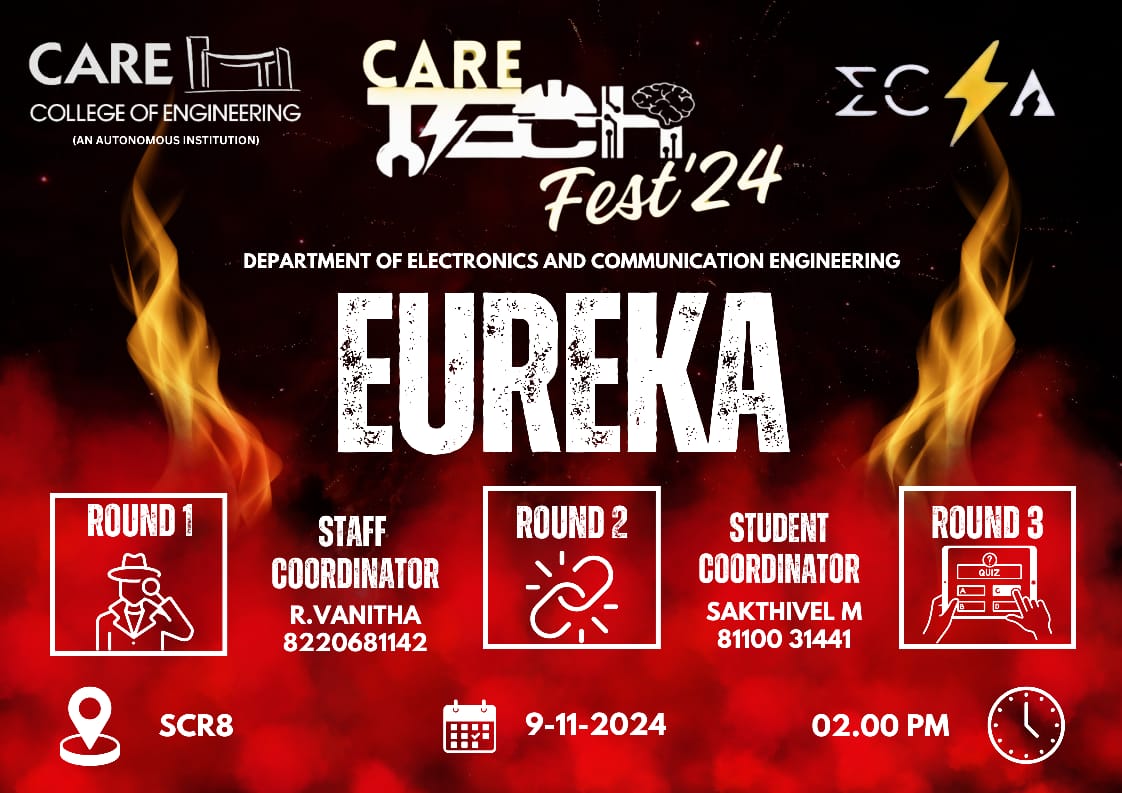 CARE
COLLEGE OF ENGINEERING
(AN AUTONOMOUS INSTITUTION)
CARE
TECH
Fest'24
ΣCSA
DEPARTMENT OF ELECTRONICS AND COMMUNICATION ENGINEERING
EUREKA
ROUND 1
STAFF
COORDINATOR
R.VANITHA
8220681142
ROUND 2
STUDENT
COORDINATOR
SAKTHIVEL M
81100 31441
ROUND 3
?
QUIZ
A C
B D
SCR8
9-11-2024
02.00 PM